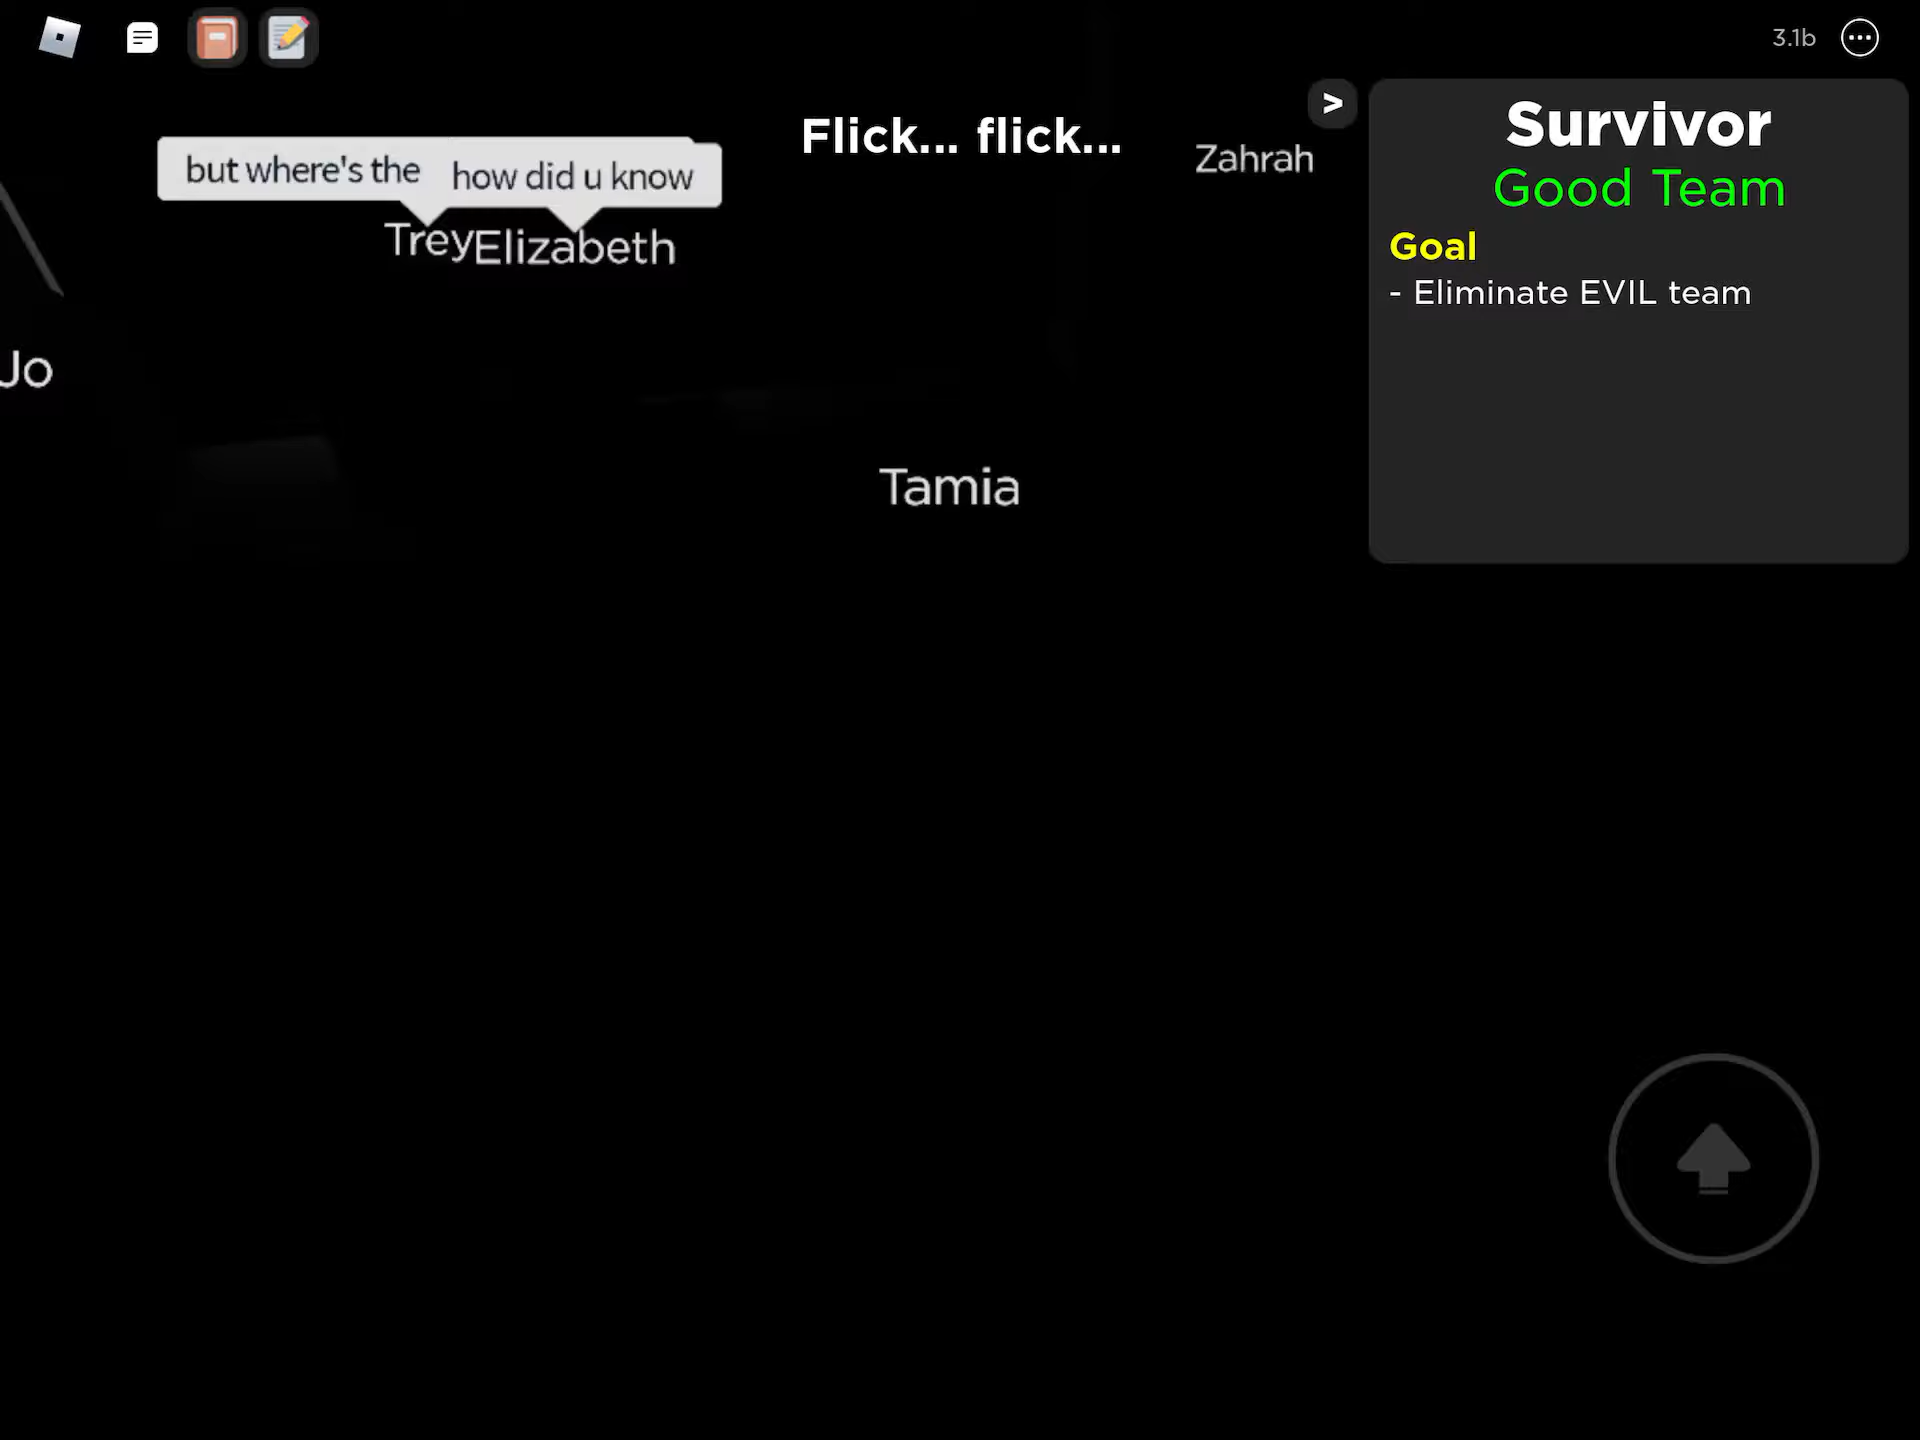 3.1b
>
Survivor
Good Team
Goal
- Eliminate EVIL team
Flick... flick...
Zahrah
but where's the
how did u know
Trey
Elizabeth
Jo
Tamia